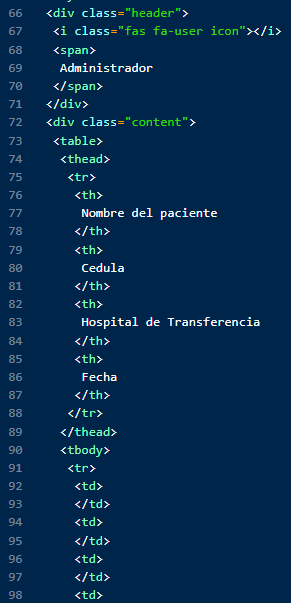 66 <div class="header">
67 <i class="fas fa-user icon"></i>
68 <span>
69 Administrador
70 </span>
71 </div>
72 <div class="content">
73 <table>
74 <thead>
75 <tr>
76 <th>
77 Nombre del paciente
78 </th>
79 <th>
80 Cedula
81 </th>
82 <th>
83 Hospital de Transferencia
84 </th>
85 <th>
86 Fecha
87 </th>
88 </tr>
89 </thead>
90 <tbody>
91 <tr>
92 <td>
93 </td>
94 <td>
95 </td>
96 <td>
97 </td>
98 <td>